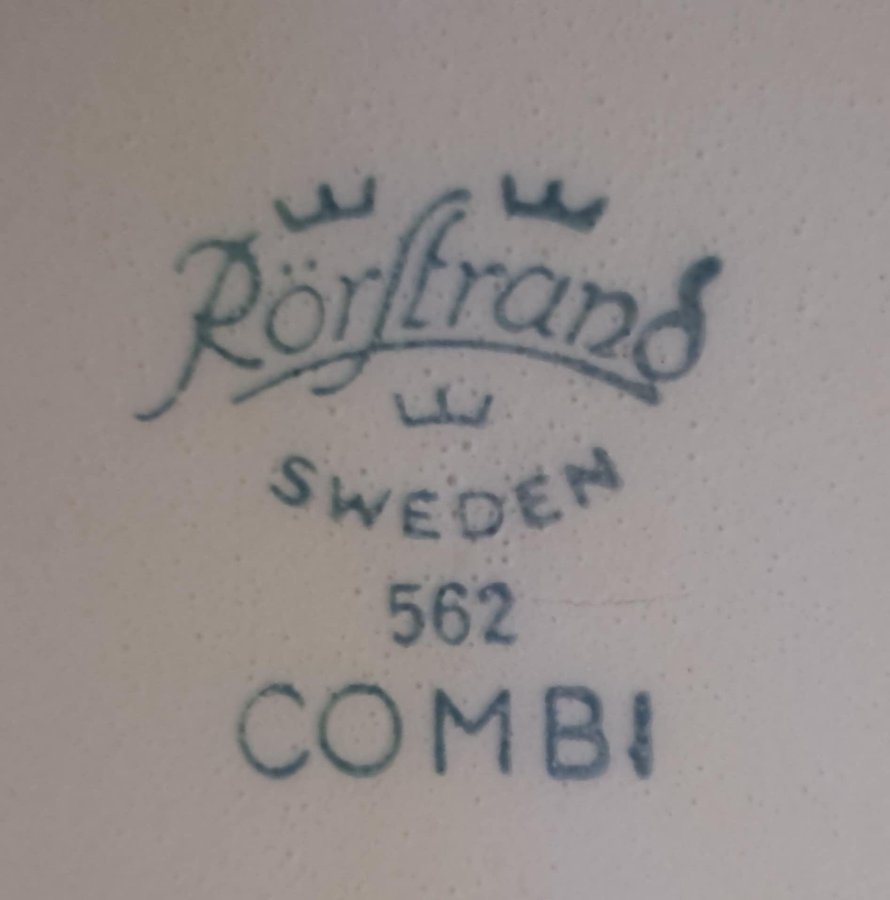 Rörstrand
SWEDEN
562
COMBI